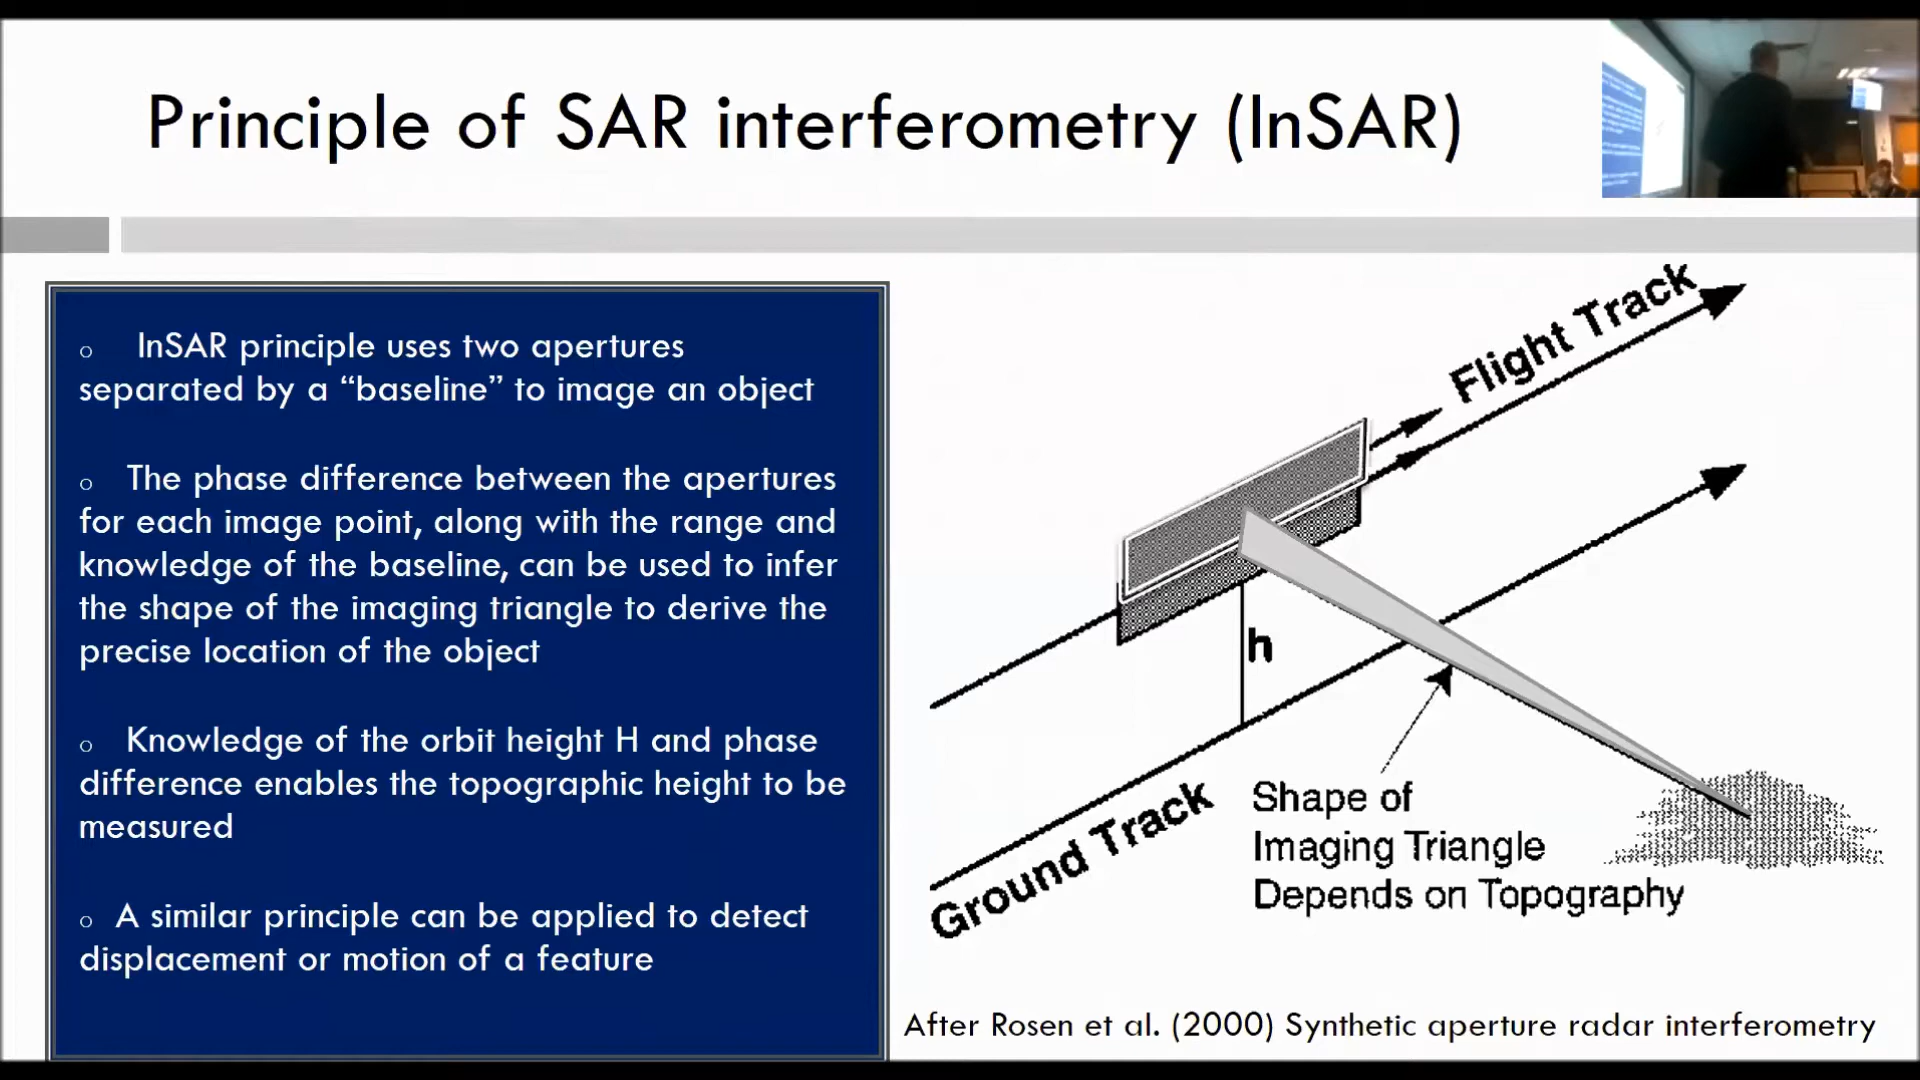 Principle of SAR interferometry (InSAR)
o InSAR principle uses two apertures
separated by a “baseline” to image an object
o The phase difference between the apertures
for each image point, along with the range and
knowledge of the baseline, can be used to infer
the shape of the imaging triangle to derive the
precise location of the object
o Knowledge of the orbit height H and phase
difference enables the topographic height to be
measured
o A similar principle can be applied to detect
displacement or motion of a feature
Flight Track
h
Ground Track
Shape of
Imaging Triangle
Depends on Topography
After Rosen et al. (2000) Synthetic aperture radar interferometry